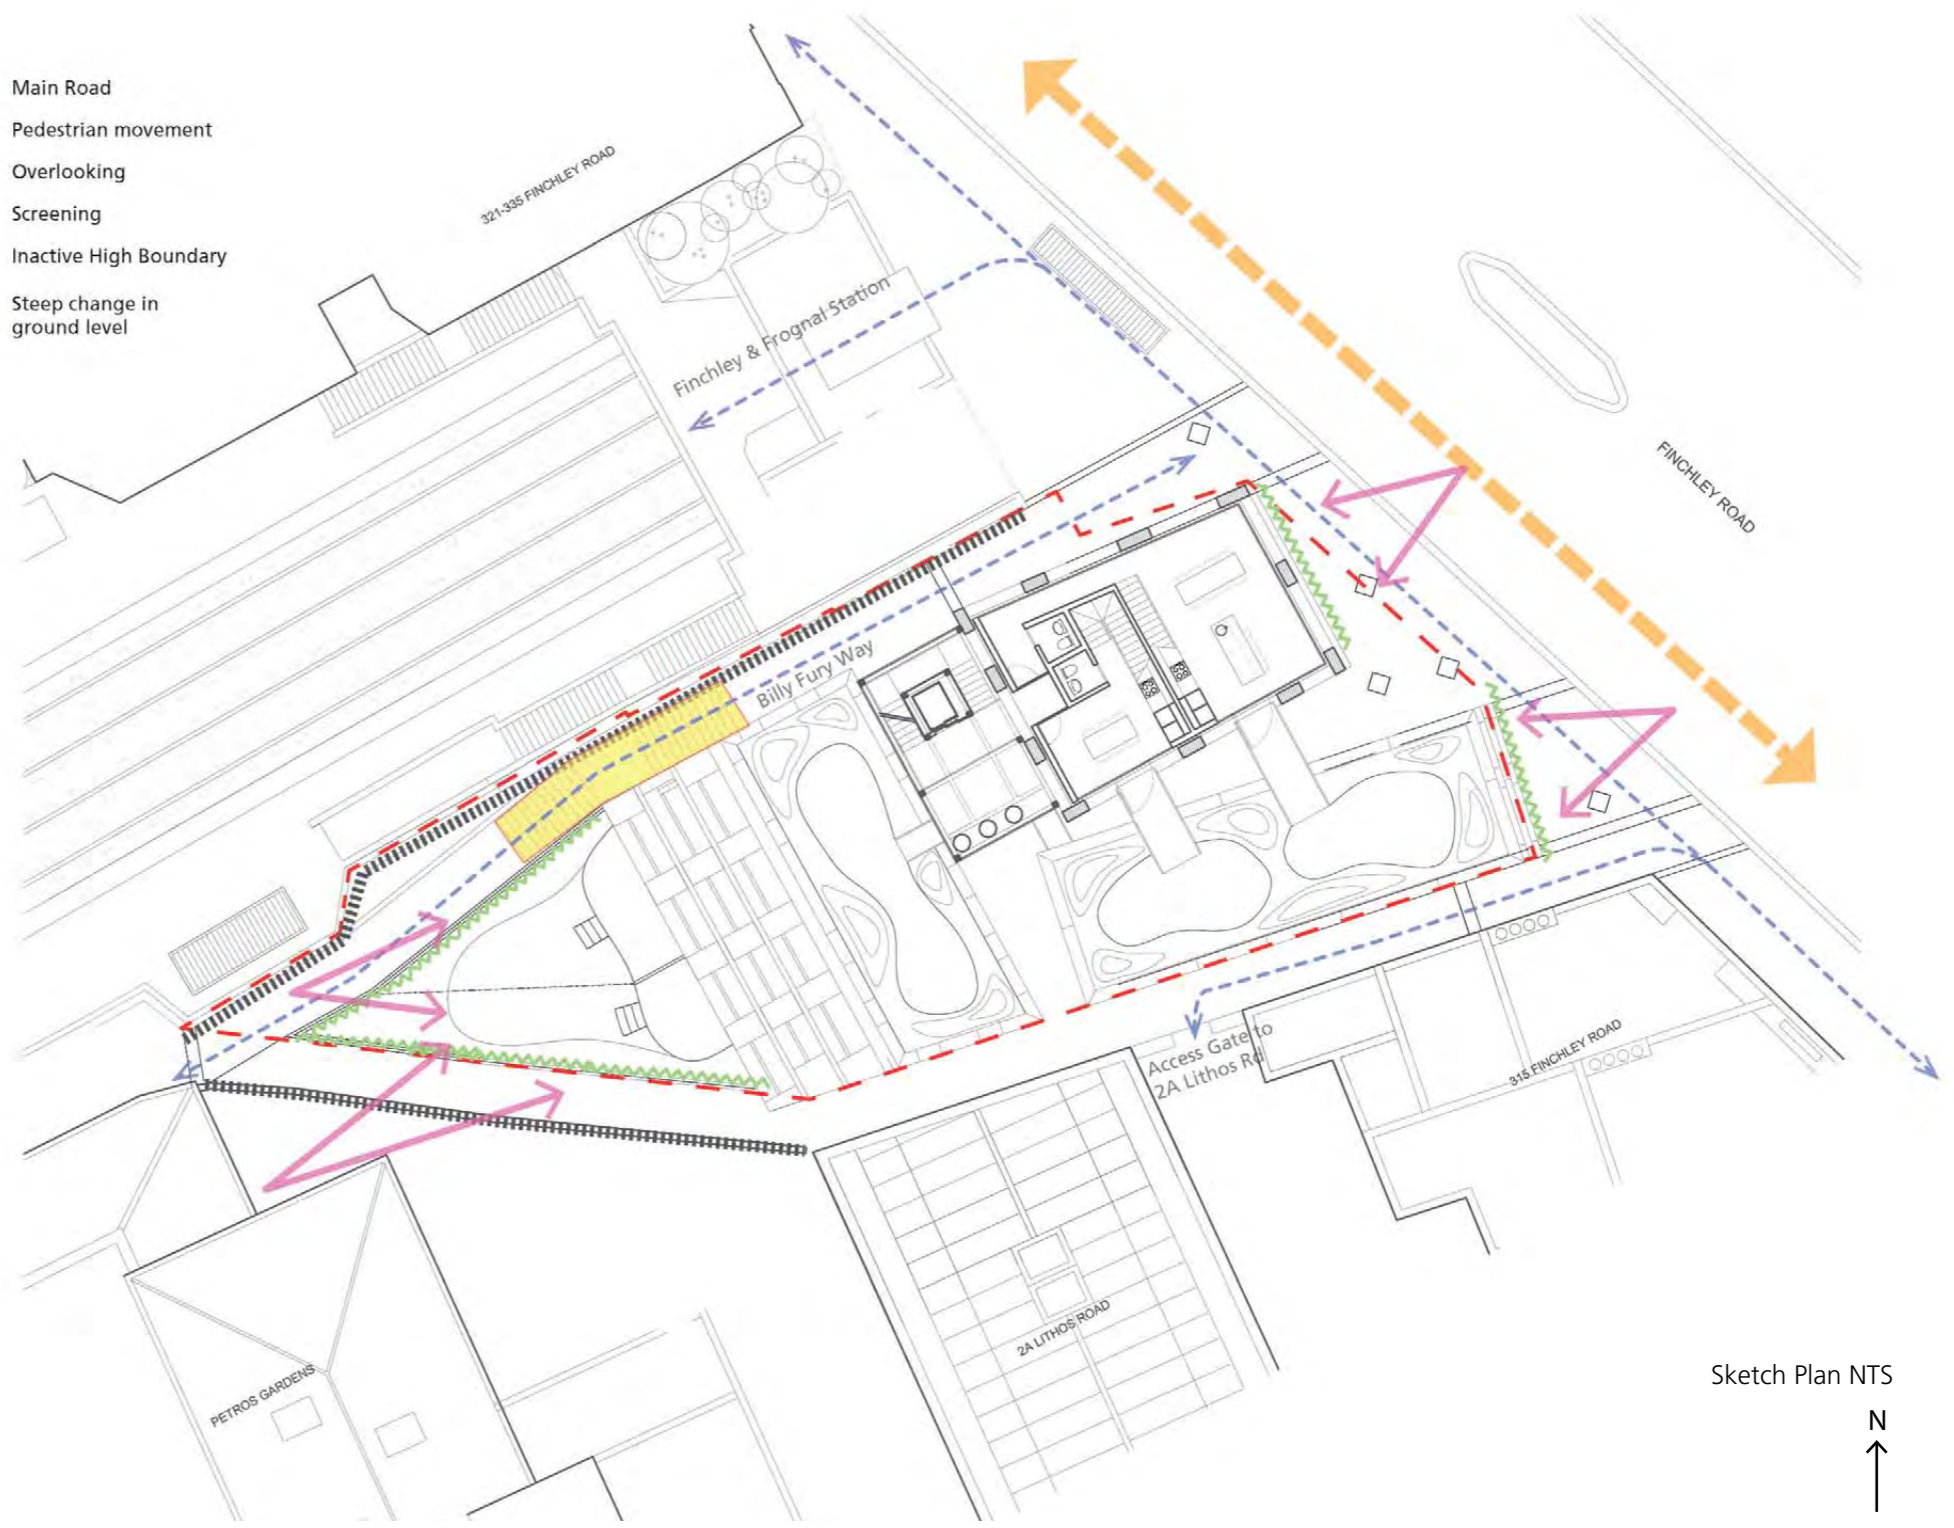 Main Road
Pedestrian movement
Overlooking
Screening
Inactive High Boundary
Steep change in
ground level
321-335 FINCHLEY ROAD
Finchley & Frognal Station
FINCHLEY ROAD
Billy Fury Way
Access Gate to
2A Lithos Rd
315 FINCHLEY ROAD
2A LITHOS ROAD
PETROS GARDENS
Sketch Plan NTS
N